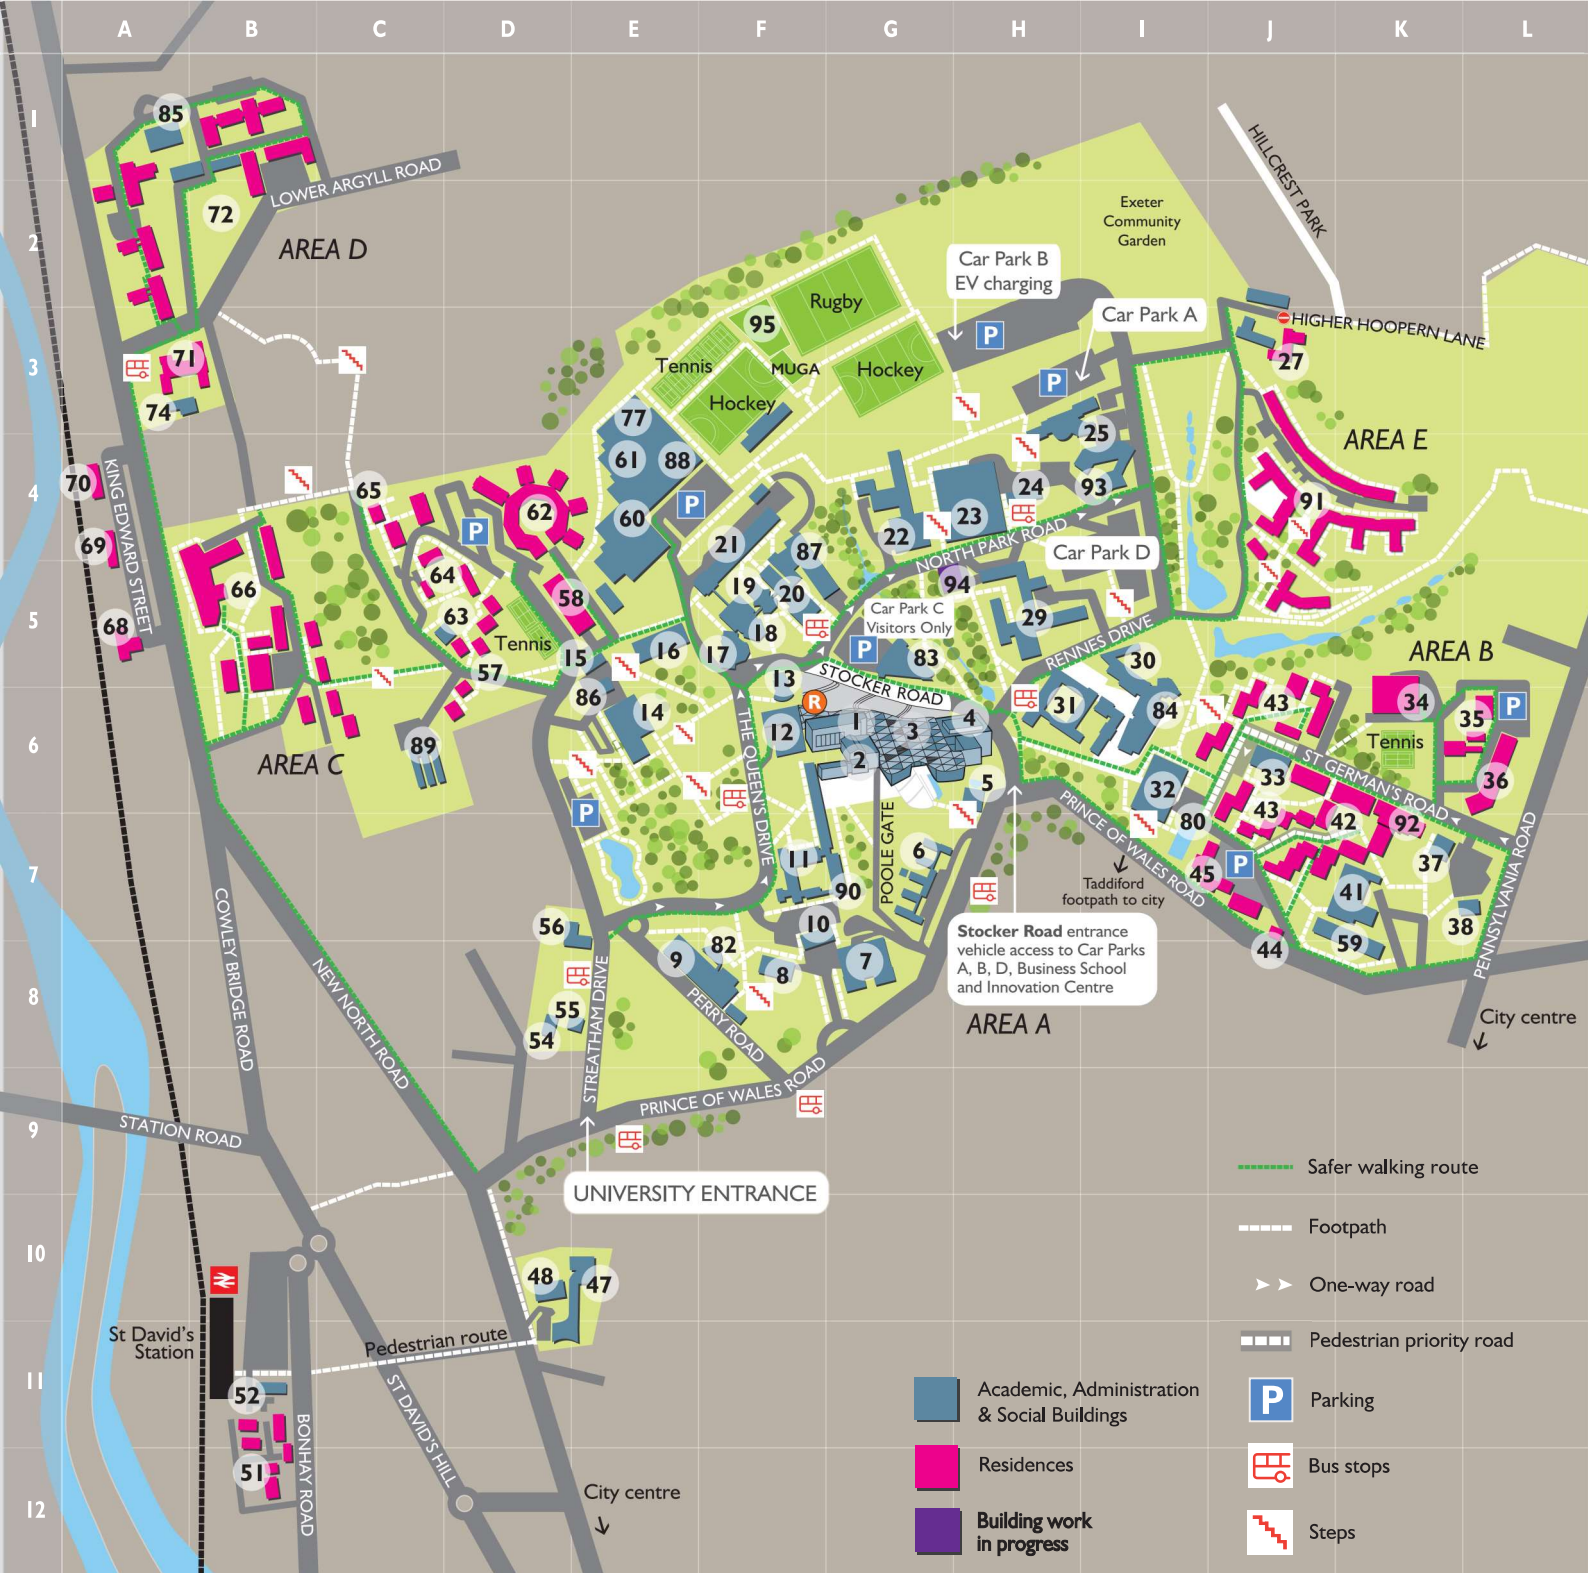 A B C D E F G H I J K L
1
2
3
4
5
6
7
8
9
10
11
12
85
72
LOWER ARGYLL ROAD
AREA D
71
74
70
69
68
KING EDWARD STREET
66
65
64
63
62
58
57
Tennis
89
AREA C
Exeter
Community
Garden
HILLCREST PARK
HIGHER HOOPERN LANE
27
Car Park B
EV charging
P
Car Park A
P
95
Rugby
Tennis
MUGA
Hockey
Hockey
77
61
88
60
P
P
25
24
93
23
22
NORTH PARK ROAD
Car Park D
AREA E
91
21
87
19
20
18
17
16
15
86
14
94
Car Park C
Visitors Only
P
83
29
RENNES DRIVE
30
31
84
AREA B
13
R
STOCKER ROAD
12
1
2
3
4
5
6
THE QUEEN'S DRIVE
POOLE GATE
P
11
90
10
7
8
9
82
PERRY ROAD
56
55
54
STREATHAM DRIVE
43
34
35
P
Tennis
36
ST GERMAN'S ROAD
33
43
42
92
32
80
45
P
37
41
38
59
44
PRINCE OF WALES ROAD
Taddiford
footpath to city
PENNSYLVANIA ROAD
City centre
Stocker Road entrance
vehicle access to Car Parks
A, B, D, Business School
and Innovation Centre
AREA A
COWLEY BRIDGE ROAD
NEW NORTH ROAD
PRINCE OF WALES ROAD
STATION ROAD
UNIVERSITY ENTRANCE
48
47
St David's
Station
Pedestrian route
52
51
BONHAY ROAD
ST DAVID'S HILL
City centre
Safer walking route
Footpath
One-way road
Pedestrian priority road
Academic, Administration
& Social Buildings
P
Parking
Residences
Bus stops
Building work
in progress
Steps